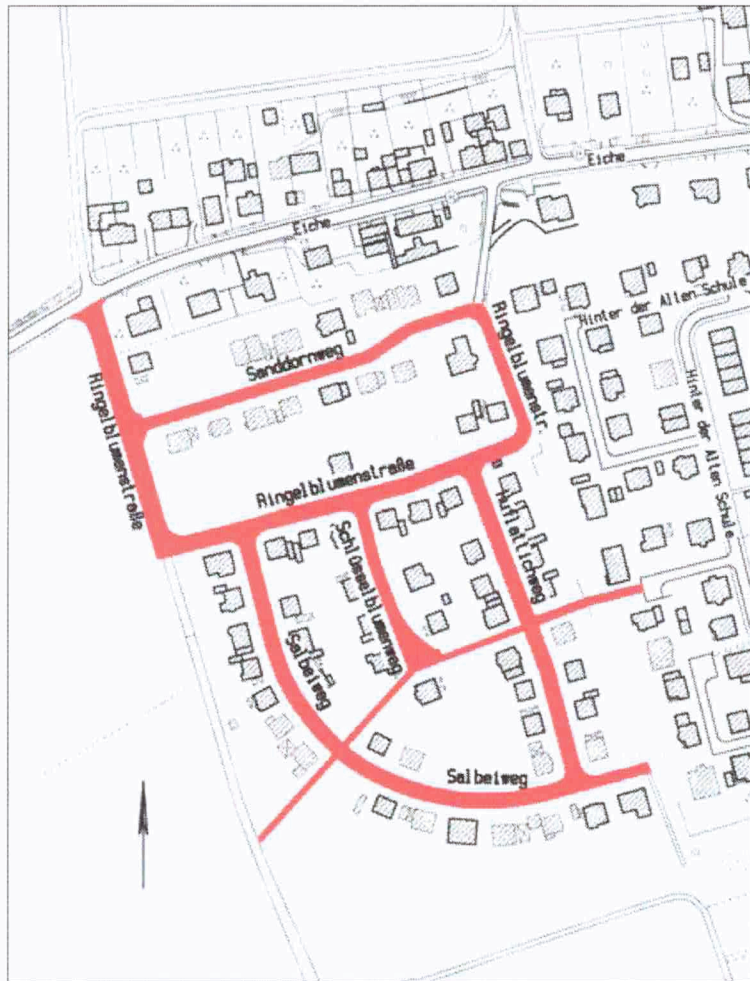 Eiche
Eiche
Hinter der Alten Schule
Ringelblumenstr.
Sanddornweg
Ringelblumenstraße
Hinter der Alten Schule
Ringelblumenstraße
Schlüsselblumenweg
Huflattichweg
Salbeiweg
Salbeiweg